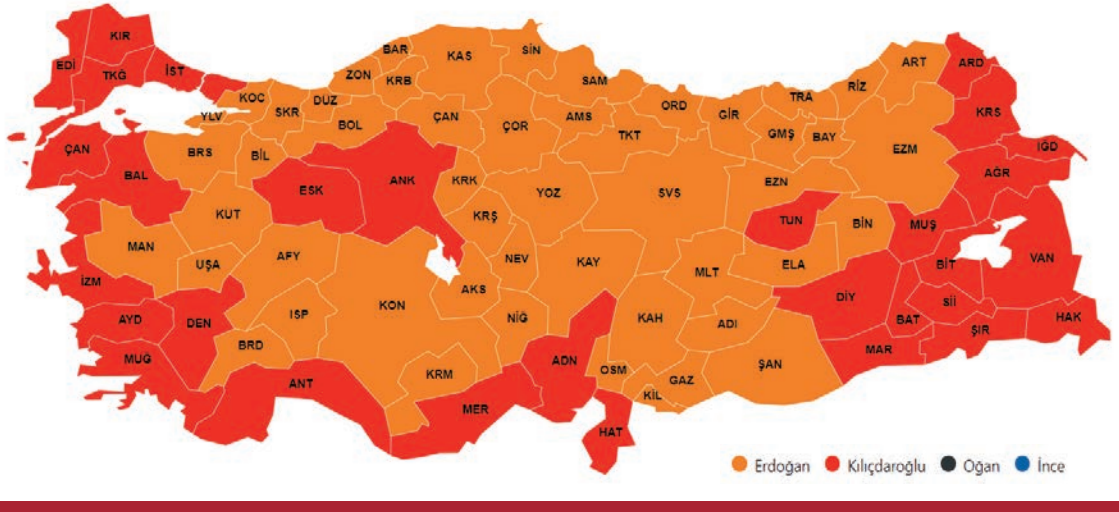 KIR
EDİ
TKĞ
İST
BAR
KAS
SİN
ZON
KRB
SAM
KOC
DÜZ
SKR
YLV
BOL
ÇAN
ÇOR
AMS
TKT
ORD
GİR
TRA
RİZ
ART
ARD
KRS
GMŞ
BAY
EZM
IĞD
AĞR
ÇAN
BAL
BRS
BİL
ESK
ANK
KRK
YOZ
SVS
EZN
TUN
BİN
MUŞ
KUT
KRŞ
MAN
UŞA
AFY
NEV
KAY
MLT
ELA
BİT
VAN
İZM
AKS
KON
DİY
BAT
Sİİ
AYD
DEN
ISP
NİĞ
KAH
ADI
ŞIR
HAK
MUĞ
BRD
MAR
ANT
KRM
ADN
OSM
GAZ
ŞAN
KİL
MER
HAT
Erdoğan Kılıçdaroğlu Oğan İnce